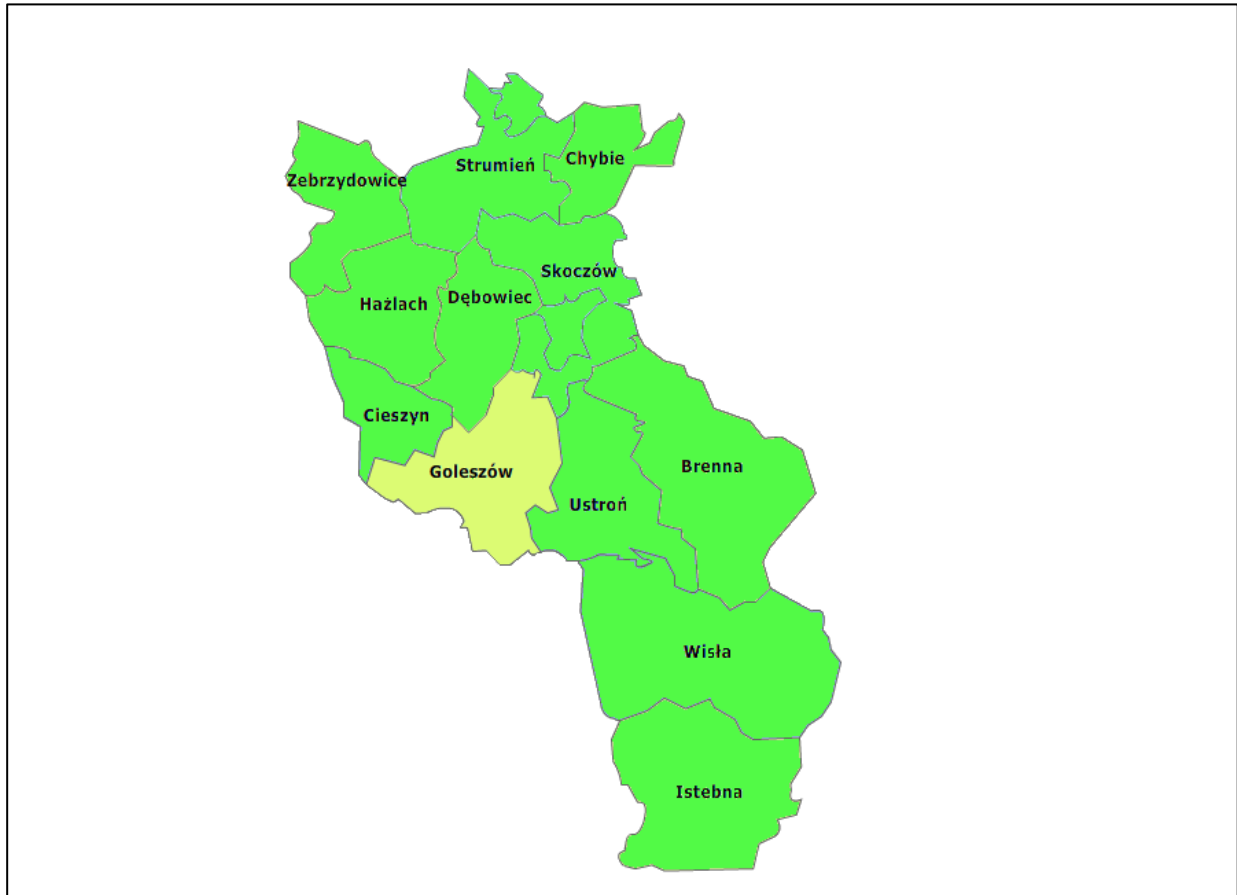 Chybie
Strumień
Zebrzydowice
Skoczów
Dębowiec
Hażlach
Cieszyn
Goleszów
Brenna
Ustroń
Wisła
Istebna